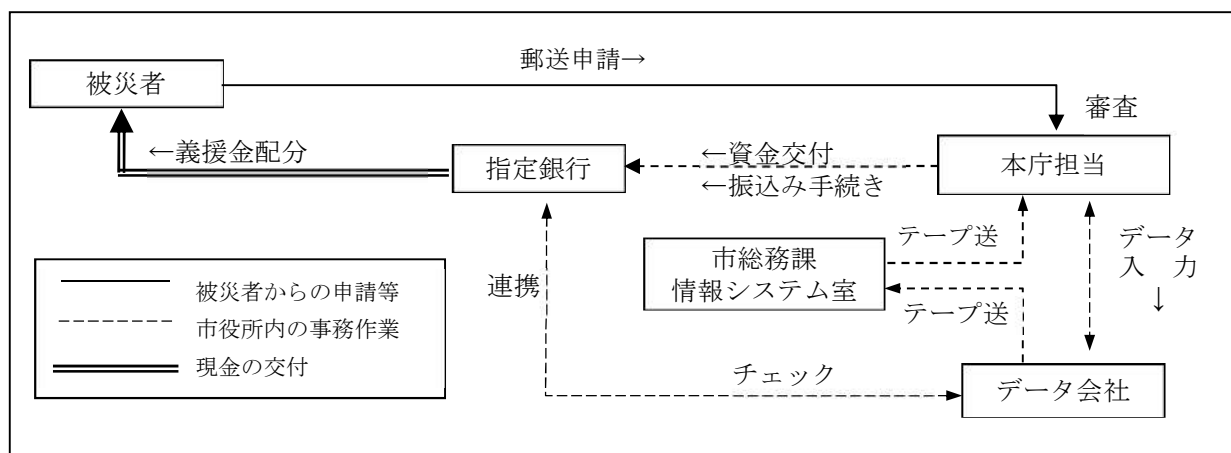 郵送申請→
被災者
審査
←義援金配分
指定銀行
←資金交付
←振込み手続き
本庁担当
テープ送
市総務課
情報システム室
データ
入　力
↓
連携
テープ送
被災者からの申請等
市役所内の事務作業
現金の交付
チェック
データ会社